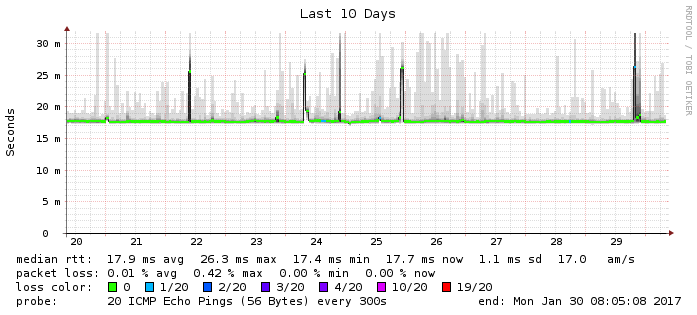 Last 10 Days
RRDTOOL / TOBI OETIKER
Seconds
30 m
25 m
20 m
15 m
10 m
5 m
0
20 21 22 23 24 25 26 27 28 29
median rtt: 17.9 ms avg 26.3 ms max 17.4 ms min 17.7 ms now 1.1 ms sd 17.0 am/s
packet loss: 0.01 % avg 0.42 % max 0.00 % min 0.00 % now
loss color: 0 1/20 2/20 3/20 4/20 10/20 19/20
probe: 20 ICMP Echo Pings (56 Bytes) every 300s end: Mon Jan 30 08:05:08 2017